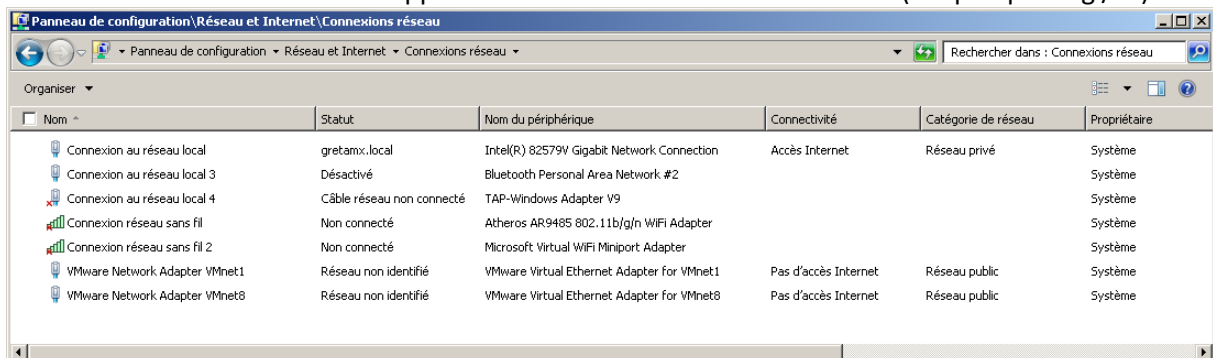 Panneau de configuration\Réseau et Internet\Connexions réseau
Panneau de configuration Réseau et Internet Connexions réseau Rechercher dans : Connexions réseau
Organiser
Nom Statut Nom du périphérique Connectivité Catégorie de réseau Propriétaire
Connexion au réseau local gretamx.local Intel(R) 82579V Gigabit Network Connection Accès Internet Réseau privé Système
Connexion au réseau local 3 Désactivé Bluetooth Personal Area Network #2 Système
Connexion au réseau local 4 Câble réseau non connecté TAP-Windows Adapter V9 Système
Connexion réseau sans fil Non connecté Atheros AR9485 802.11b/g/n WiFi Adapter Système
Connexion réseau sans fil 2 Non connecté Microsoft Virtual WiFi Miniport Adapter Système
VMware Network Adapter VMnet1 Réseau non identifié VMware Virtual Ethernet Adapter for VMnet1 Pas d'accès Internet Réseau public Système
VMware Network Adapter VMnet8 Réseau non identifié VMware Virtual Ethernet Adapter for VMnet8 Pas d'accès Internet Réseau public Système